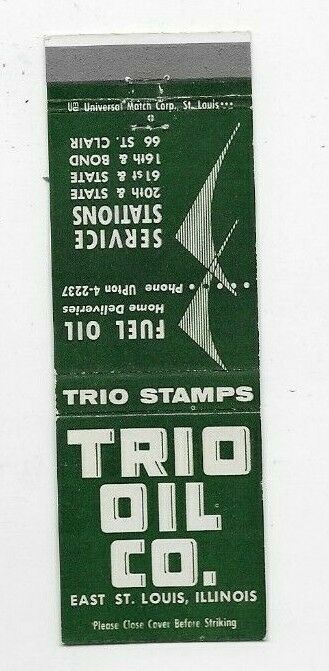 TRIO STAMPS
TRIO
OIL
CO.
EAST ST. LOUIS, ILLINOIS
Please Close Cover Before Striking
FUEL OIL
Home Deliveries
Phone UPton 4-2237
SERVICE
STATIONS
20th & STATE
61st & STATE
16th & BOND
66 ST. CLAIR
Universal Match Corp., St. Louis